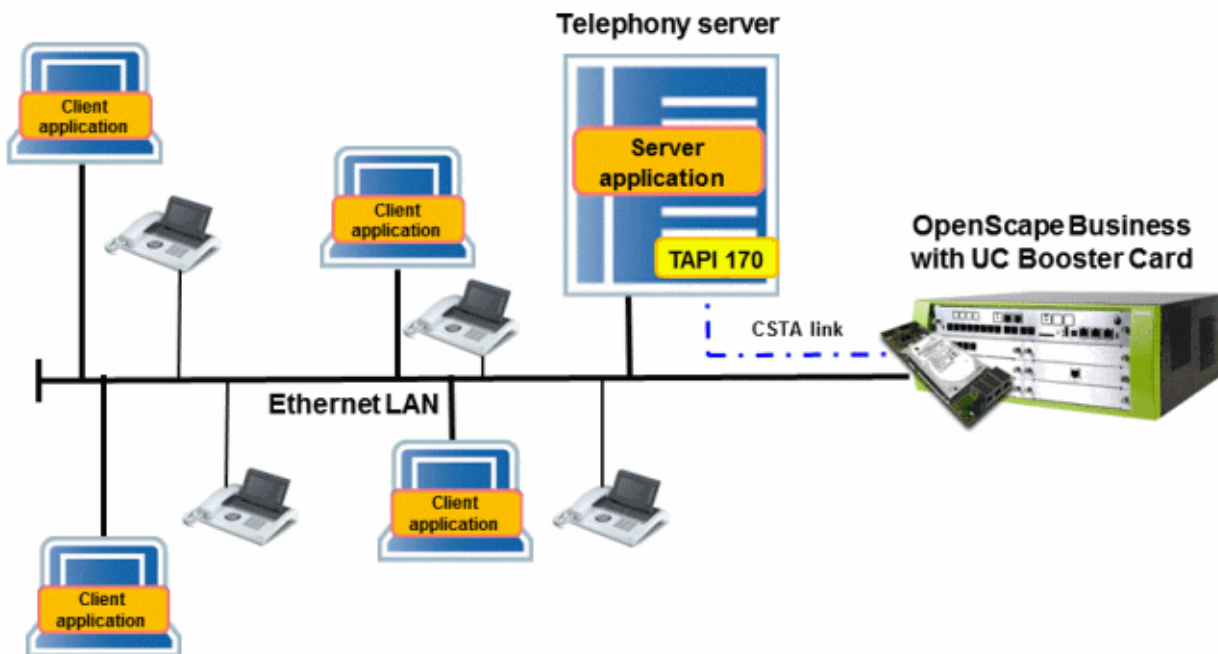 Telephony server
Client
application
Server
application
Client
application
TAPI 170
OpenScape Business
with UC Booster Card
CSTA link
Ethernet LAN
Client
application
Client
application